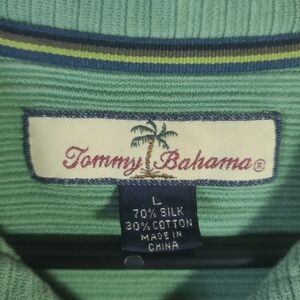 Tommy Bahama®
L
70% SILK
30% COTTON
MADE IN
CHINA